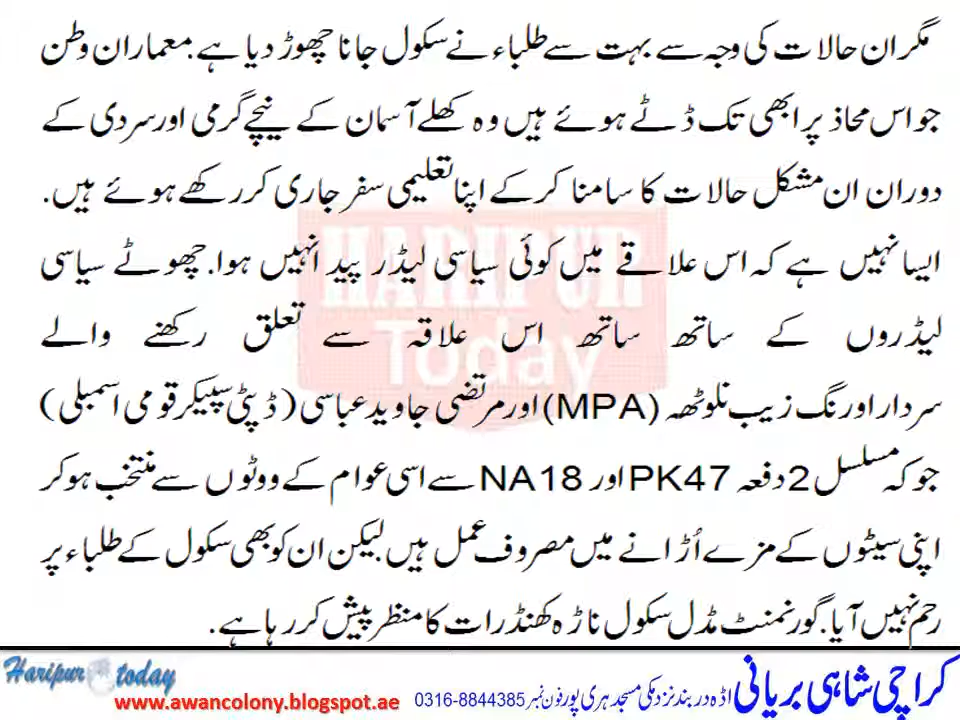 مگر ان حالات کی وجہ سے بہت سے طلباء نے سکول جانا چھوڑ دیا ہے. معماران وطن
جو اس محاذ پر ابھی تک ڈٹے ہوئے ہیں وہ کھلے آسمان کے نیچے گرمی اور سردی کے
دوران ان مشکل حالات کا سامنا کر کے اپنا تعلیمی سفر جاری کر رکھے ہوئے ہیں.
ایسا نہیں ہے کہ اس علاقے میں کوئی سیاسی لیڈر پید انہیں ہوا. چھوٹے سیاسی
لیڈروں کے ساتھ ساتھ اس علاقہ سے تعلق رکھنے والے
سردار اورنگ زیب نلوٹھہ (MPA) اور مرتضی جاوید عباسی (ڈپٹی سپیکر قومی اسمبلی)
جو کہ مسلسل 2 دفعہ PK47 اور NA18 سے اسی عوام کے ووٹوں سے منتخب ہو کر
اپنی سیٹوں کے مزے اُڑانے میں مصروف عمل ہیں. لیکن ان کو بھی سکول کے طلباء پر
رحم نہیں آیا. گورنمنٹ مڈل سکول ناڑہ کھنڈرات کا منظر پیش کر رہا ہے.
HARIPUR
Today
Haripur today
www.awancolony.blogspot.ae
کراچی شاہی بریانی اڈہ دربند نزد مکی مسجد ہری پور فون نمبر 0316-8844385